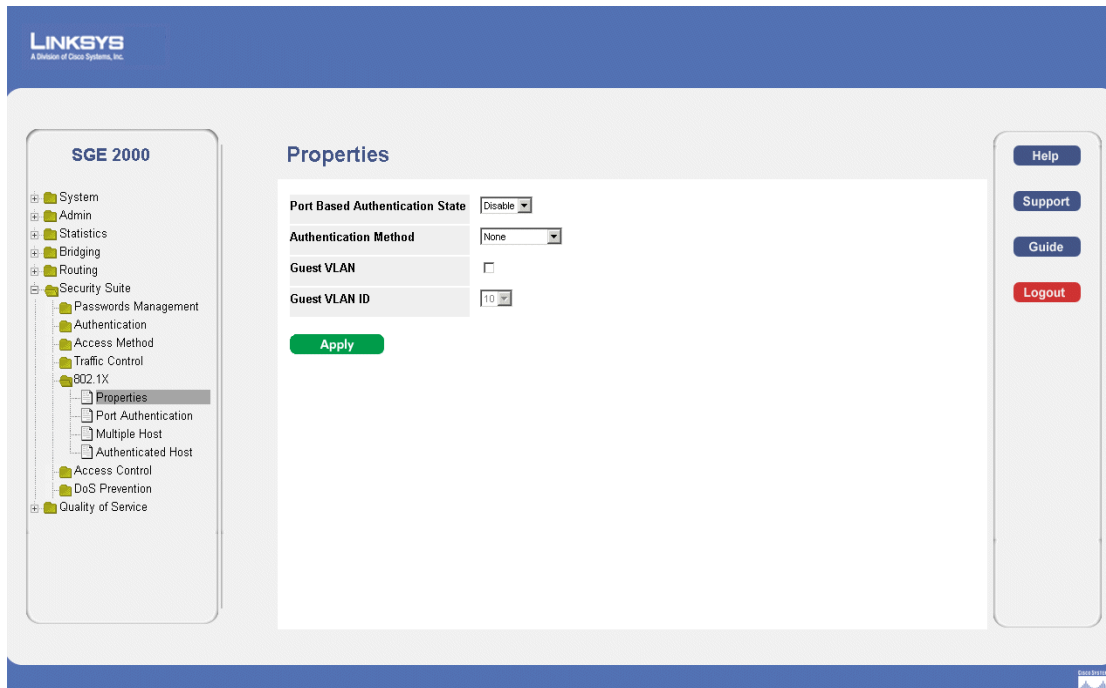 LINKSYS
A Division of Cisco Systems, Inc.
SGE 2000
System
Admin
Statistics
Bridging
Routing
Security Suite
Passwords Management
Authentication
Access Method
Traffic Control
802.1X
Properties
Port Authentication
Multiple Host
Authenticated Host
Access Control
DoS Prevention
Quality of Service
Properties
Port Based Authentication State Disable
Authentication Method None
Guest VLAN
Guest VLAN ID 10
Apply
Help
Support
Guide
Logout